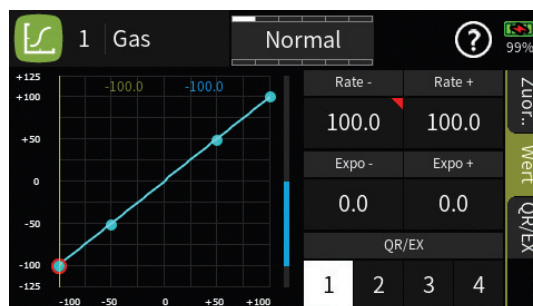 1 Gas Normal ? 99%
+125
+100
+50
0
-50
-100
-125
-100.0 -100.0
-100 -50 0 +50 +100
Rate - Rate +
100.0 100.0
Expo - Expo +
0.0 0.0
QR/EX
1 2 3 4
Zuor..
Wert
QR/EX